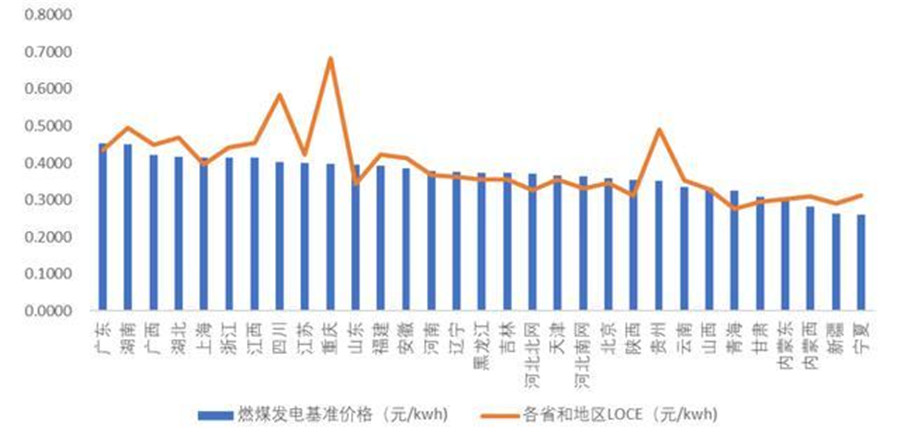 0.8000
0.7000
0.6000
0.5000
0.4000
0.3000
0.2000
0.1000
0.0000
广东
湖南
广西
湖北
上海
浙江
江西
四川
江苏
重庆
山东
福建
安徽
河南
辽宁
黑龙江
吉林
河北北网
天津
河北南网
北京
陕西
贵州
云南
山西
青海
甘肃
内蒙东
内蒙西
新疆
宁夏
燃煤发电基准价格（元/kwh)
各省和地区LOCE（元/kwh)